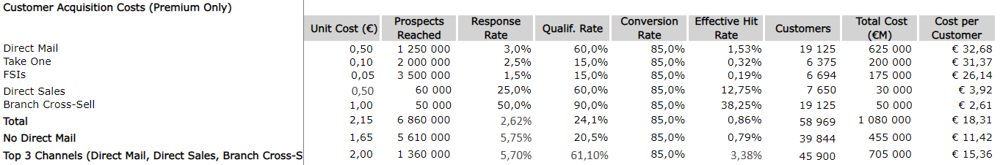 Customer Acquisition Costs (Premium Only)
Unit Cost (€) Prospects Reached Response Rate Qualif. Rate Conversion Rate Effective Hit Rate Customers Total Cost (€M) Cost per Customer
Direct Mail 0,50 1 250 000 3,0% 60,0% 85,0% 1,53% 19 125 625 000 € 32,68
Take One 0,10 2 000 000 2,5% 15,0% 85,0% 0,32% 6 375 200 000 € 31,37
FSIs 0,05 3 500 000 1,5% 15,0% 85,0% 0,19% 6 694 175 000 € 26,14
Direct Sales 0,50 60 000 25,0% 60,0% 85,0% 12,75% 7 650 30 000 € 3,92
Branch Cross-Sell 1,00 50 000 50,0% 90,0% 85,0% 38,25% 19 125 50 000 € 2,61
Total 2,15 6 860 000 2,62% 24,1% 85,0% 0,86% 58 969 1 080 000 € 18,31
No Direct Mail 1,65 5 610 000 5,75% 20,5% 85,0% 0,79% 39 844 455 000 € 11,42
Top 3 Channels (Direct Mail, Direct Sales, Branch Cross-S 2,00 1 360 000 5,70% 61,10% 85,0% 3,38% 45 900 705 000 € 15,36